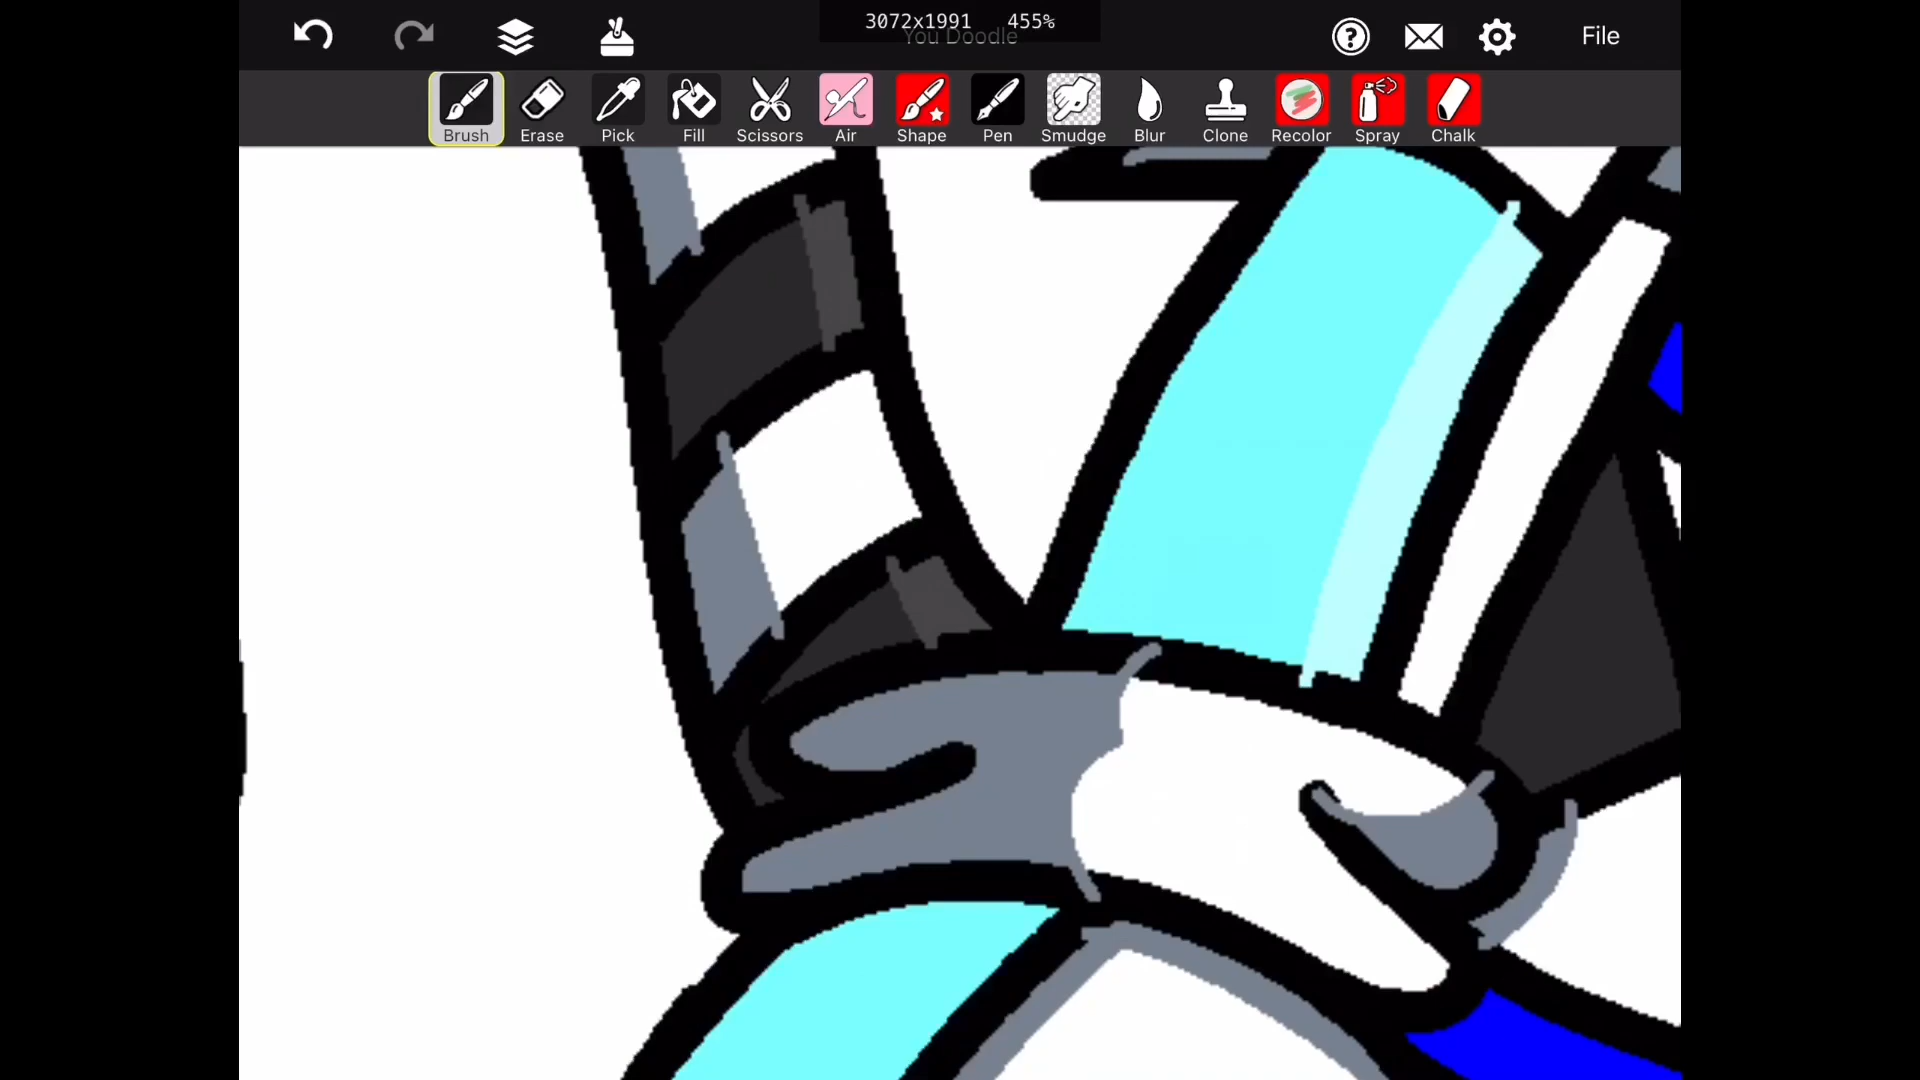 3072x1991 455%
You Doodle
File
Brush Erase Pick Fill Scissors Air Shape Pen Smudge Blur Clone Recolor Spray Chalk